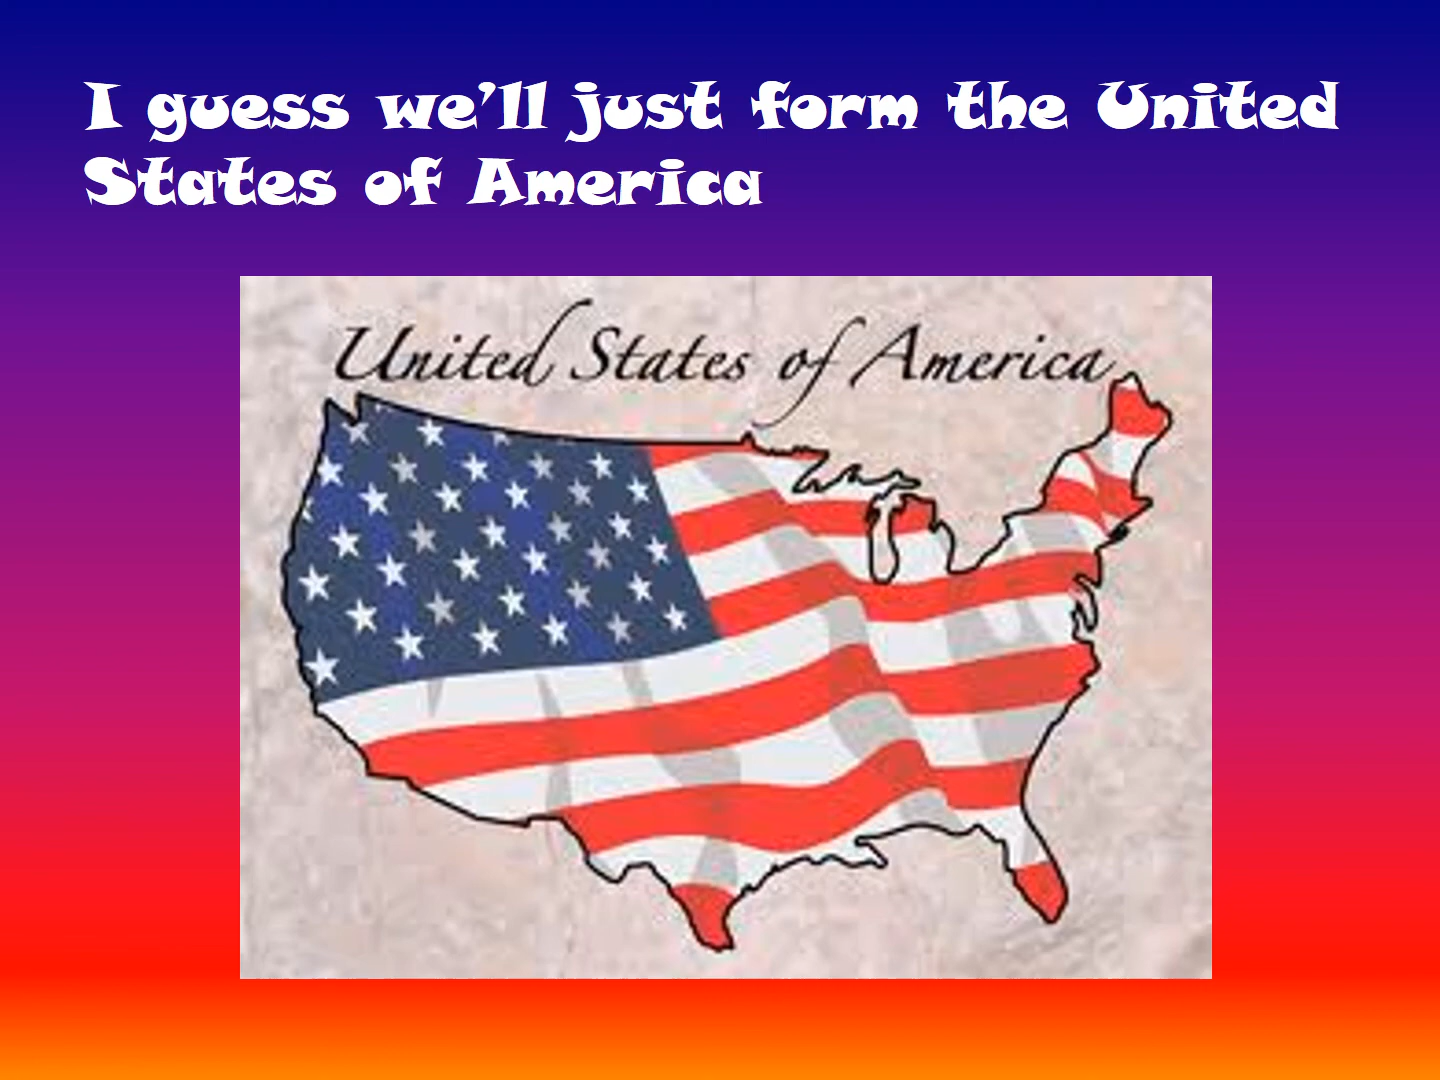 I guess we'll just form the United
States of America
United States of America